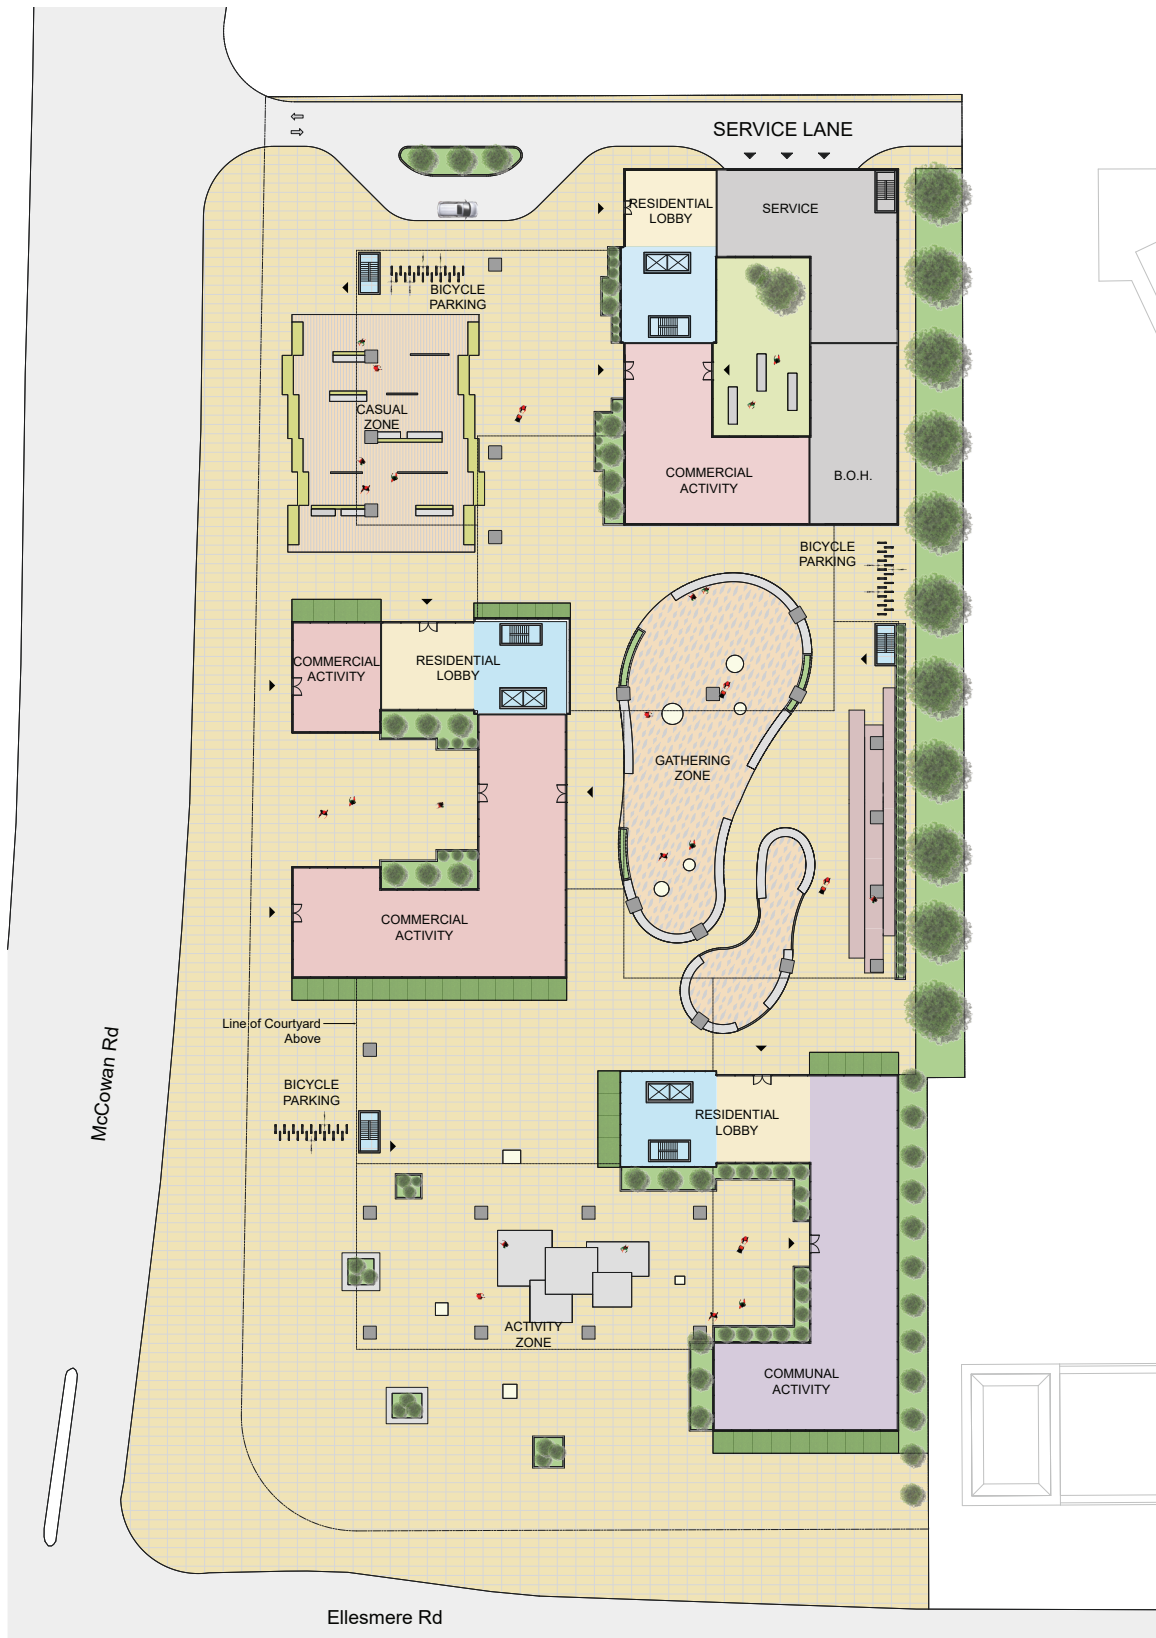 SERVICE LANE
RESIDENTIAL
LOBBY
SERVICE
BICYCLE
PARKING
CASUAL
ZONE
COMMERCIAL
ACTIVITY
B.O.H.
BICYCLE
PARKING
COMMERCIAL
ACTIVITY
RESIDENTIAL
LOBBY
GATHERING
ZONE
COMMERCIAL
ACTIVITY
Line of Courtyard
Above
McCowan Rd
BICYCLE
PARKING
RESIDENTIAL
LOBBY
ACTIVITY
ZONE
COMMUNAL
ACTIVITY
Ellesmere Rd